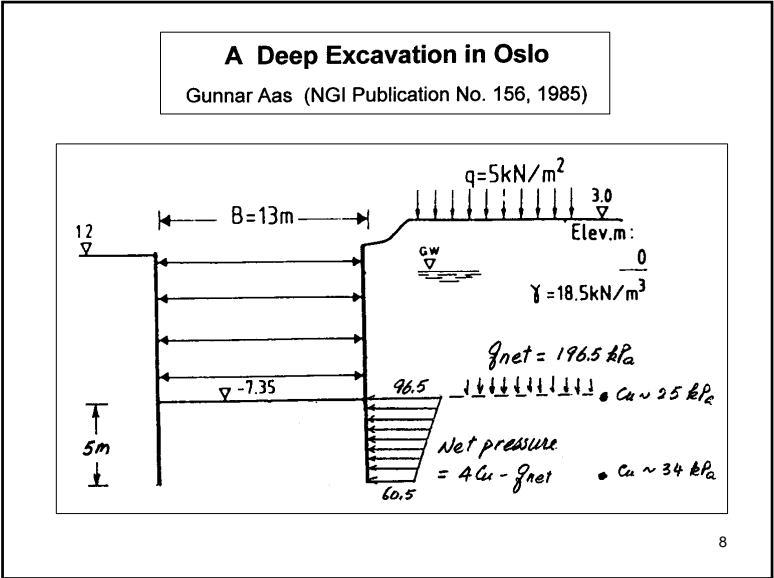 A Deep Excavation in Oslo
Gunnar Aas (NGI Publication No. 156, 1985)
q=5kN/m²
3.0
B=13m
12
Elev.m:
GW
0
γ=18.5kN/m³
qnet = 196.5 kPa
-7.35
96.5
Cu ~ 25 kPa
5m
Net pressure
= 4Cu - qnet
Cu ~ 34 kPa
60.5
8